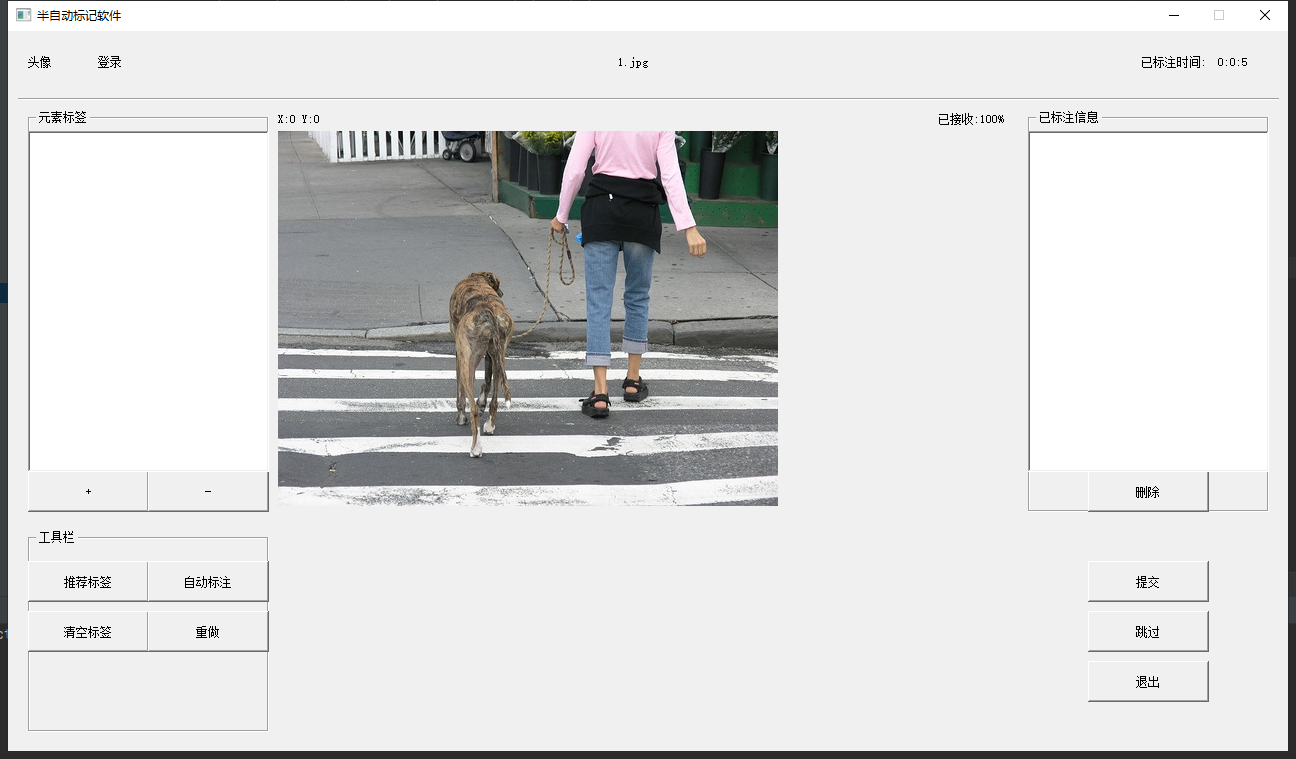 半自动标记软件
头像 登录 1.jpg 已标注时间: 0:0:5
元素标签 X:0 Y:0 已接收:100% 已标注信息
+ - 删除
工具栏
推荐标签 自动标注 提交
清空标签 重做 跳过
退出